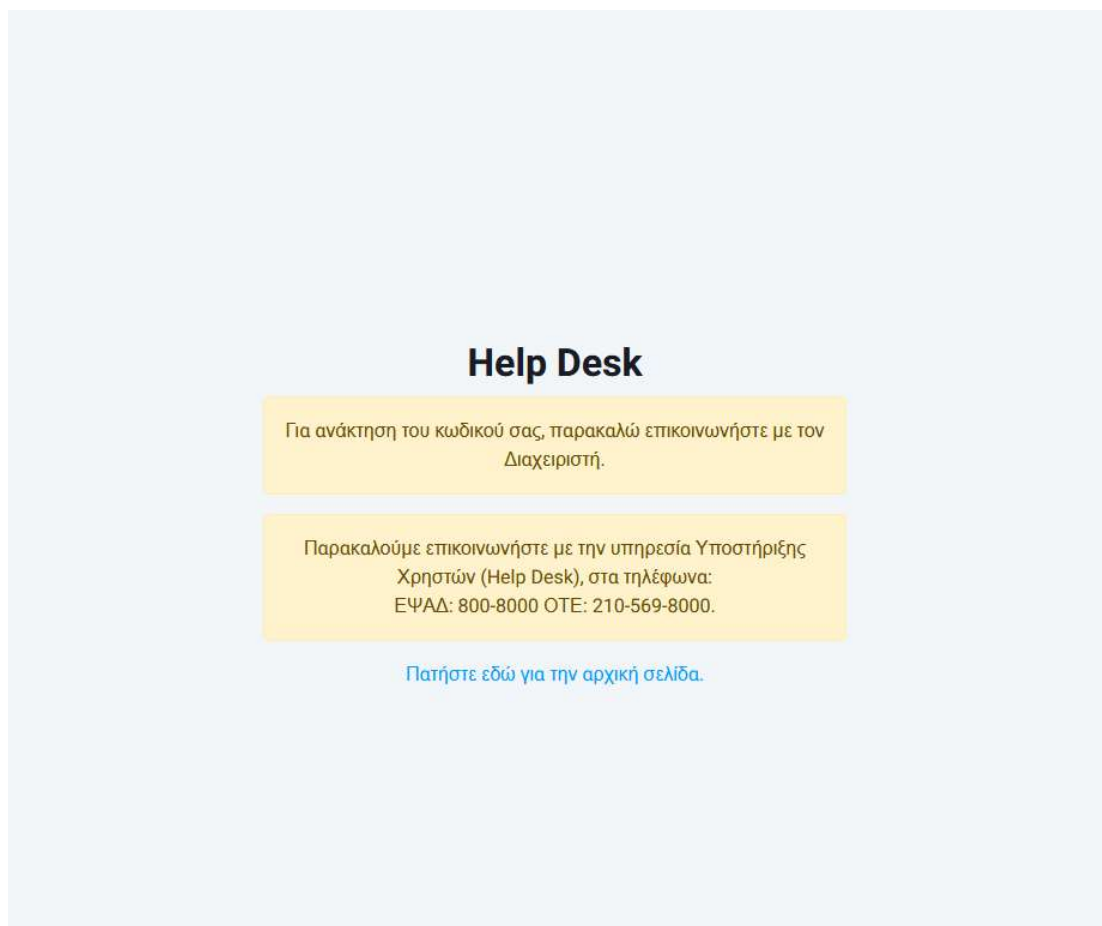 Help Desk
Για ανάκτηση του κωδικού σας, παρακαλώ επικοινωνήστε με τον
Διαχειριστή.
Παρακαλούμε επικοινωνήστε με την υπηρεσία Υποστήριξης
Χρηστών (Help Desk), στα τηλέφωνα:
ΕΨΑΔ: 800-8000 ΟΤΕ: 210-569-8000.
Πατήστε εδώ για την αρχική σελίδα.